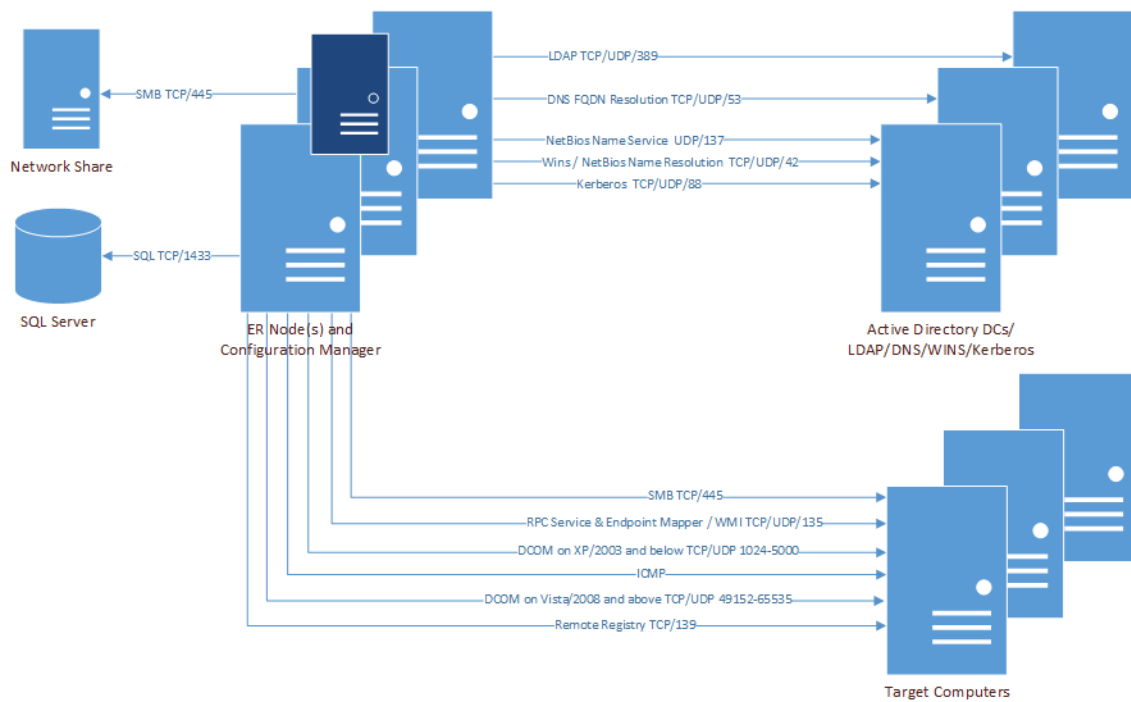 LDAP TCP/UDP/389
SMB TCP/445
DNS FQDN Resolution TCP/UDP/53
NetBios Name Service UDP/137
Wins / NetBios Name Resolution TCP/UDP/42
Network Share
Kerberos TCP/UDP/88
SQL TCP/1433
SQL Server
ER Node(s) and
Configuration Manager
Active Directory DCs/
LDAP/DNS/WINS/Kerberos
SMB TCP/445
RPC Service & Endpoint Mapper / WMI TCP/UDP/135
DCOM on XP/2003 and below TCP/UDP 1024-5000
ICMP
DCOM on Vista/2008 and above TCP/UDP 49152-65535
Remote Registry TCP/139
Target Computers